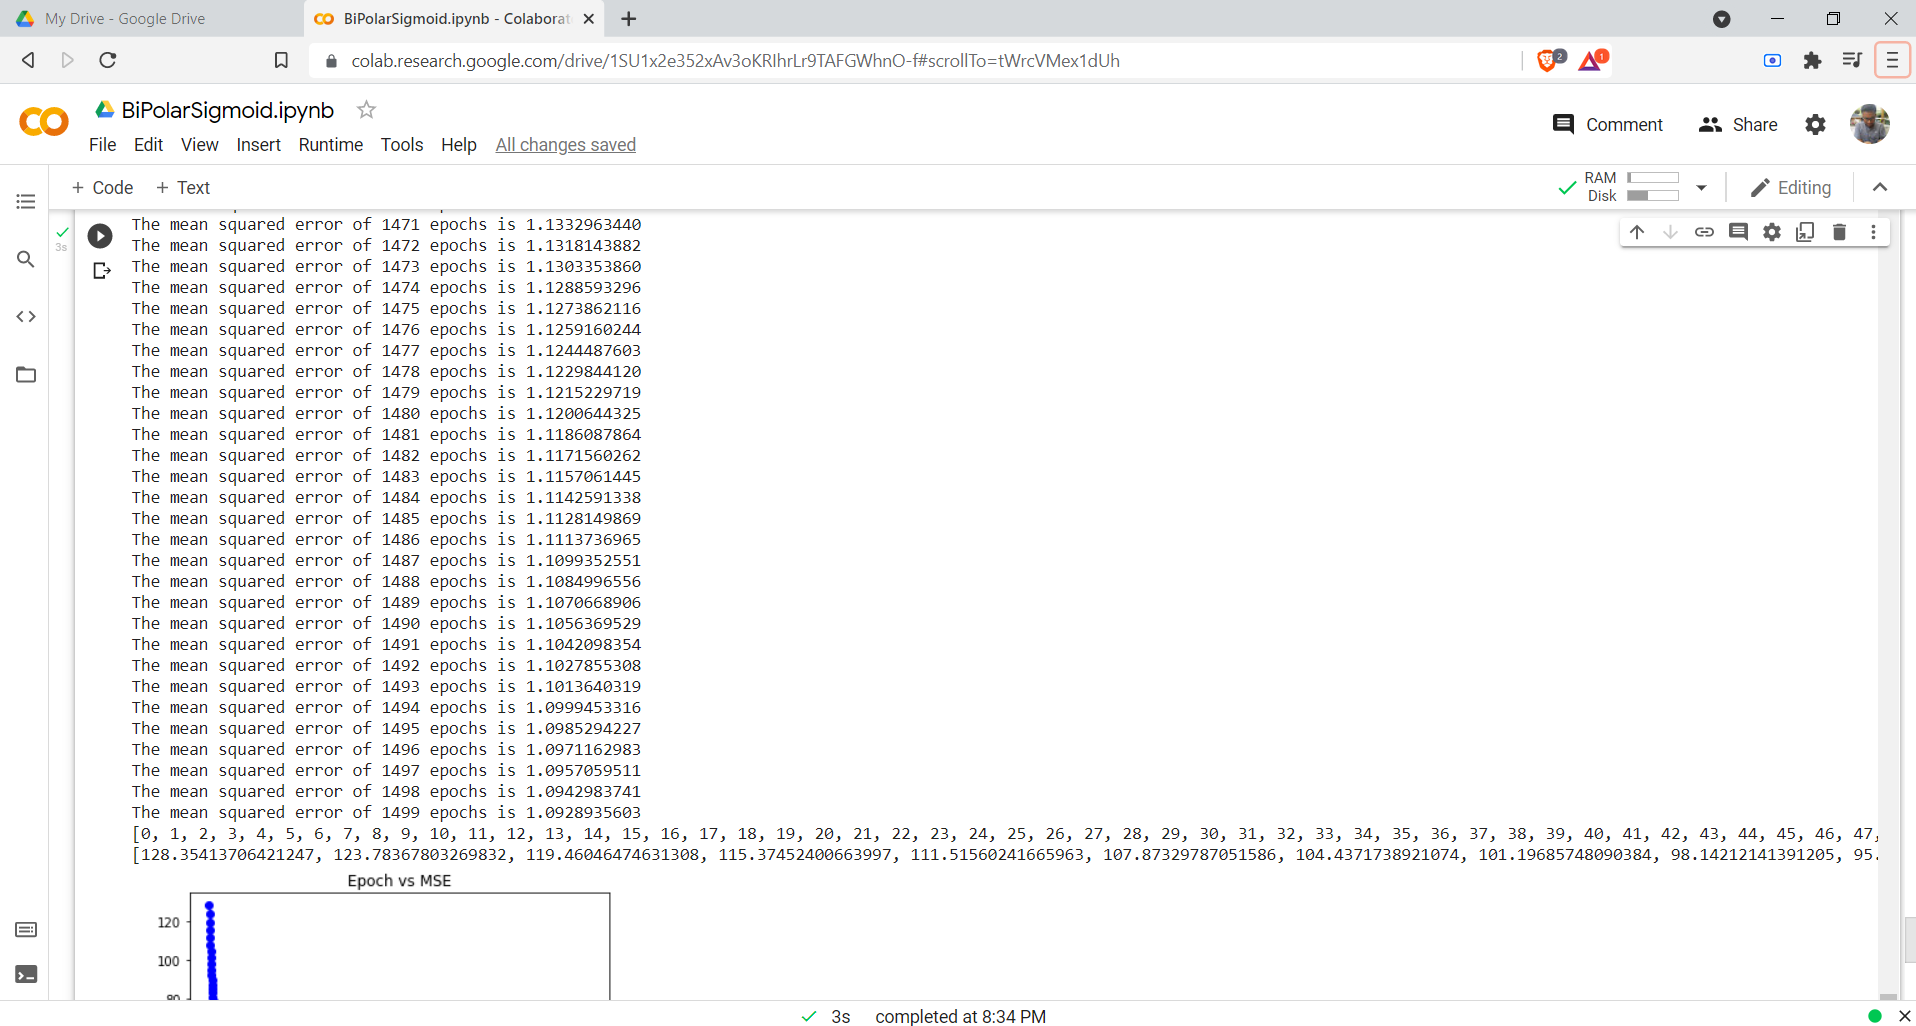 My Drive - Google Drive
BiPolarSigmoid.ipynb - Colaborat
colab.research.google.com/drive/1SU1x2e352xAv3oKRIhrLr9TAFGWhnO-f#scrollTo=tWrcVMex1dUh
2
1
BiPolarSigmoid.ipynb
Comment
Share
File Edit View Insert Runtime Tools Help All changes saved
+ Code + Text
RAM
Disk
Editing
3s
The mean squared error of 1471 epochs is 1.1332963440
The mean squared error of 1472 epochs is 1.1318143882
The mean squared error of 1473 epochs is 1.1303353860
The mean squared error of 1474 epochs is 1.1288593296
The mean squared error of 1475 epochs is 1.1273862116
The mean squared error of 1476 epochs is 1.1259160244
The mean squared error of 1477 epochs is 1.1244487603
The mean squared error of 1478 epochs is 1.1229844120
The mean squared error of 1479 epochs is 1.1215229719
The mean squared error of 1480 epochs is 1.1200644325
The mean squared error of 1481 epochs is 1.1186087864
The mean squared error of 1482 epochs is 1.1171560262
The mean squared error of 1483 epochs is 1.1157061445
The mean squared error of 1484 epochs is 1.1142591338
The mean squared error of 1485 epochs is 1.1128149869
The mean squared error of 1486 epochs is 1.1113736965
The mean squared error of 1487 epochs is 1.1099352551
The mean squared error of 1488 epochs is 1.1084996556
The mean squared error of 1489 epochs is 1.1070668906
The mean squared error of 1490 epochs is 1.1056369529
The mean squared error of 1491 epochs is 1.1042098354
The mean squared error of 1492 epochs is 1.1027855308
The mean squared error of 1493 epochs is 1.1013640319
The mean squared error of 1494 epochs is 1.0999453316
The mean squared error of 1495 epochs is 1.0985294227
The mean squared error of 1496 epochs is 1.0971162983
The mean squared error of 1497 epochs is 1.0957059511
The mean squared error of 1498 epochs is 1.0942983741
The mean squared error of 1499 epochs is 1.0928935603
[0, 1, 2, 3, 4, 5, 6, 7, 8, 9, 10, 11, 12, 13, 14, 15, 16, 17, 18, 19, 20, 21, 22, 23, 24, 25, 26, 27, 28, 29, 30, 31, 32, 33, 34, 35, 36, 37, 38, 39, 40, 41, 42, 43, 44, 45, 46, 47,
[128.35413706421247, 123.78367803269832, 119.46046474631308, 115.37452400663997, 111.51560241665963, 107.87329787051586, 104.4371738921074, 101.19685748090384, 98.14212141391205, 95.
Epoch vs MSE
120
100
80
3s completed at 8:34 PM